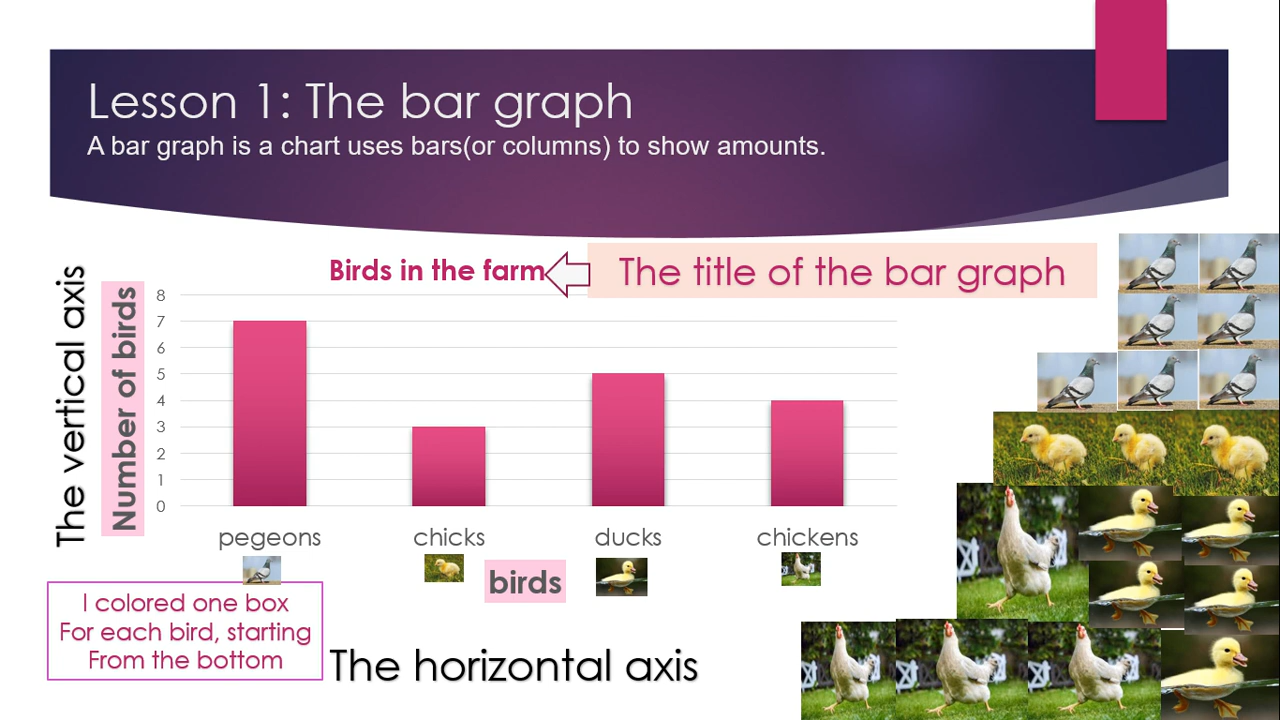 Lesson 1: The bar graph
A bar graph is a chart uses bars(or columns) to show amounts.
Birds in the farm
The title of the bar graph
The vertical axis
Number of birds
8
7
6
5
4
3
2
1
0
pegeons
chicks
ducks
chickens
birds
I colored one box
For each bird, starting
From the bottom
The horizontal axis